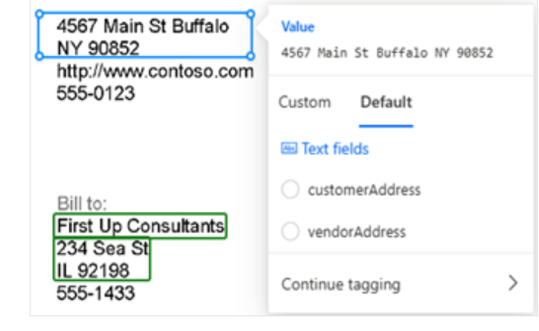 4567 Main St Buffalo
NY 90852
http://www.contoso.com
555-0123
Bill to:
First Up Consultants
234 Sea St
IL 92198
555-1433
Value
4567 Main St Buffalo NY 90852
Custom Default
Abc Text fields
customerAddress
vendorAddress
Continue tagging